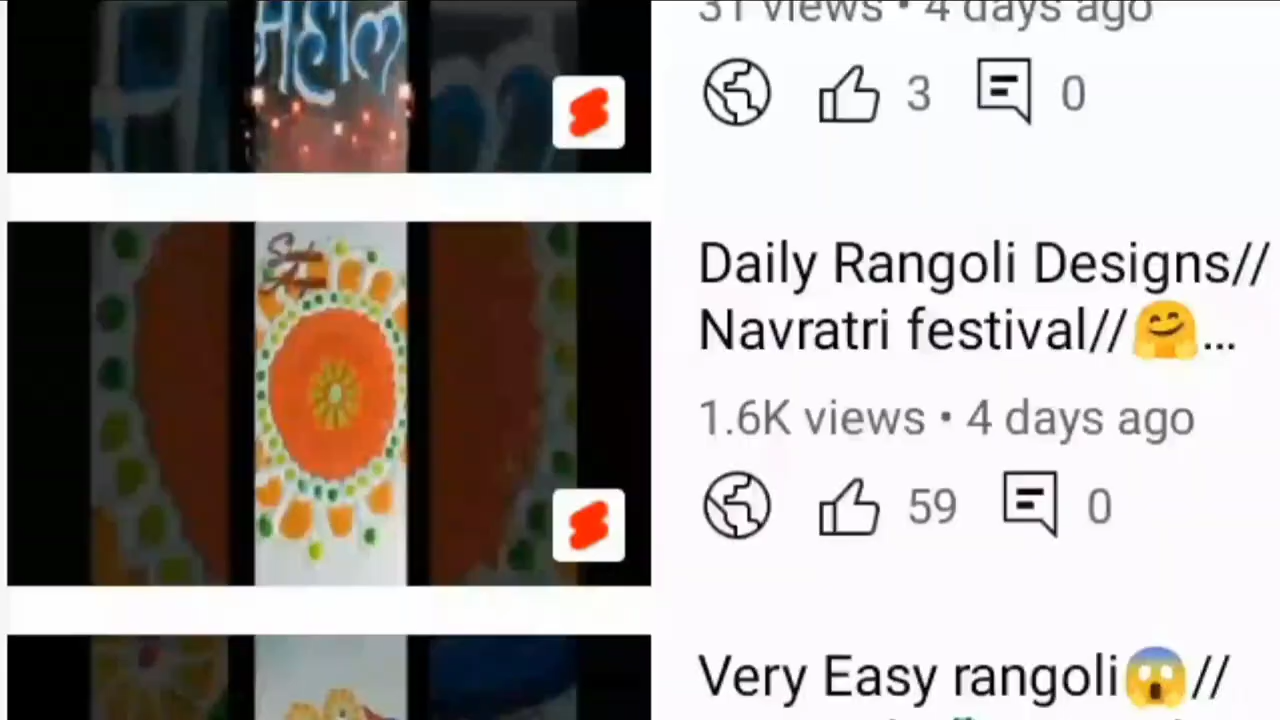 महोल
31 views • 4 days ago
3 0
Daily Rangoli Designs//
Navratri festival//🤗...
1.6K views • 4 days ago
59 0
Very Easy rangoli😱//